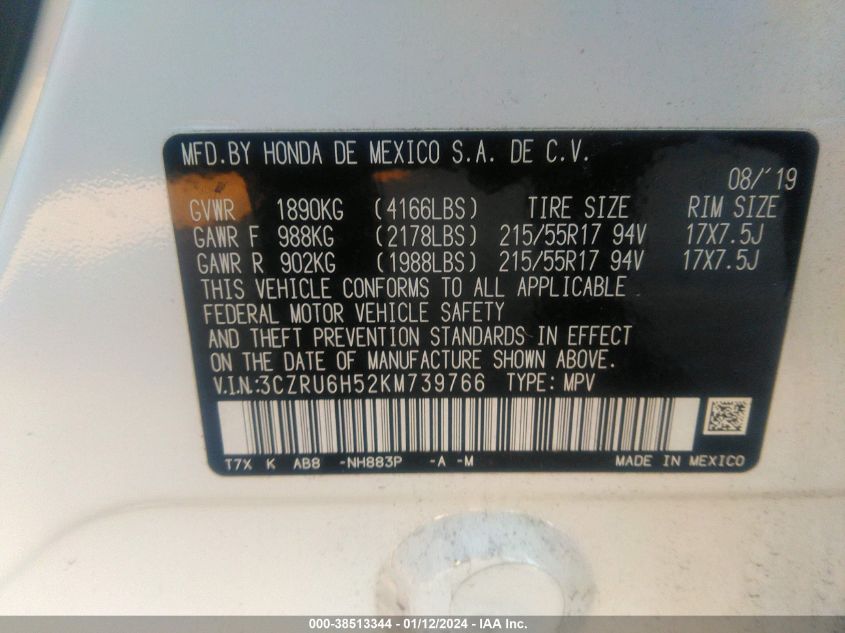 MFD.BY HONDA DE MEXICO S.A. DE C.V.
08/'19
GVWR 1890KG (4166LBS) TIRE SIZE RIM SIZE
GAWR F 988KG (2178LBS) 215/55R17 94V 17X7.5J
GAWR R 902KG (1988LBS) 215/55R17 94V 17X7.5J
THIS VEHICLE CONFORMS TO ALL APPLICABLE
FEDERAL MOTOR VEHICLE SAFETY
AND THEFT PREVENTION STANDARDS IN EFFECT
ON THE DATE OF MANUFACTURE SHOWN ABOVE.
V.I.N.:3CZRU6H52KM739766 TYPE: MPV
T7X K AB8 -NH883P -A -M MADE IN MEXICO
000-38513344 - 01/12/2024 - IAA Inc.